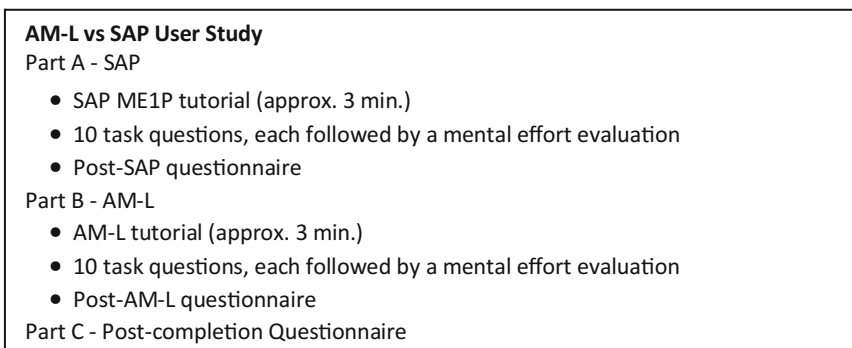 AM-L vs SAP User Study
Part A - SAP
• SAP ME1P tutorial (approx. 3 min.)
• 10 task questions, each followed by a mental effort evaluation
• Post-SAP questionnaire
Part B - AM-L
• AM-L tutorial (approx. 3 min.)
• 10 task questions, each followed by a mental effort evaluation
• Post-AM-L questionnaire
Part C - Post-completion Questionnaire